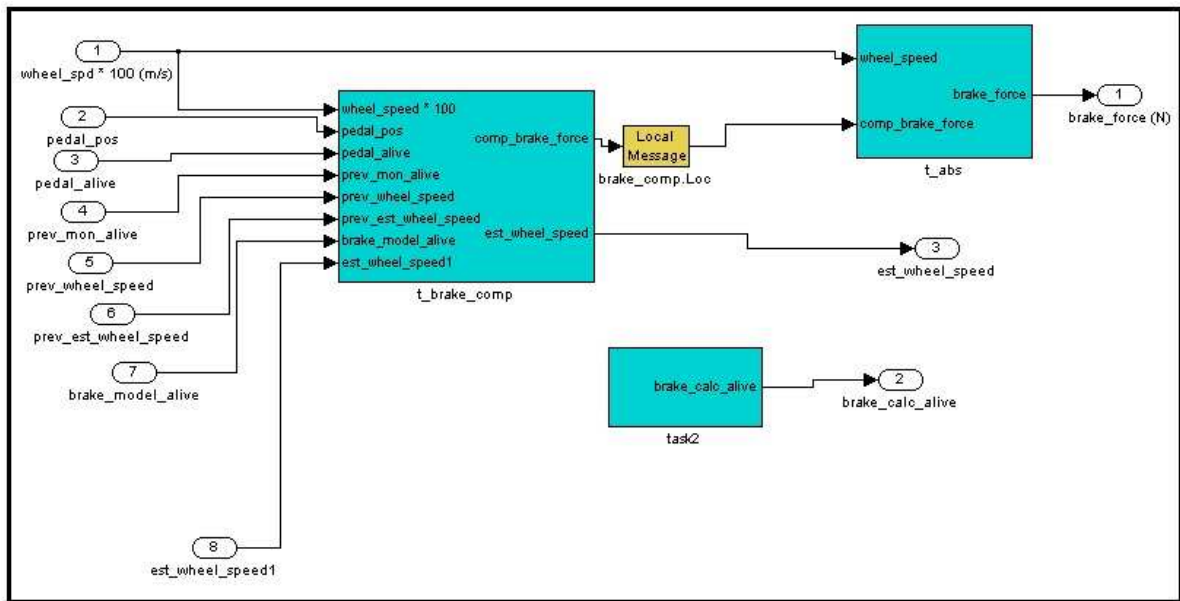 1
wheel_spd * 100 (m/s)
2
pedal_pos
3
pedal_alive
4
prev_mon_alive
5
prev_wheel_speed
6
prev_est_wheel_speed
7
brake_model_alive
8
est_wheel_speed1
wheel_speed * 100
pedal_pos
pedal_alive
prev_mon_alive
prev_wheel_speed
prev_est_wheel_speed
brake_model_alive
est_wheel_speed1
comp_brake_force
est_wheel_speed
t_brake_comp
Local
Message
brake_comp.Loc
wheel_speed
comp_brake_force
brake_force
t_abs
1
brake_force (N)
3
est_wheel_speed
brake_calc_alive
task2
2
brake_calc_alive